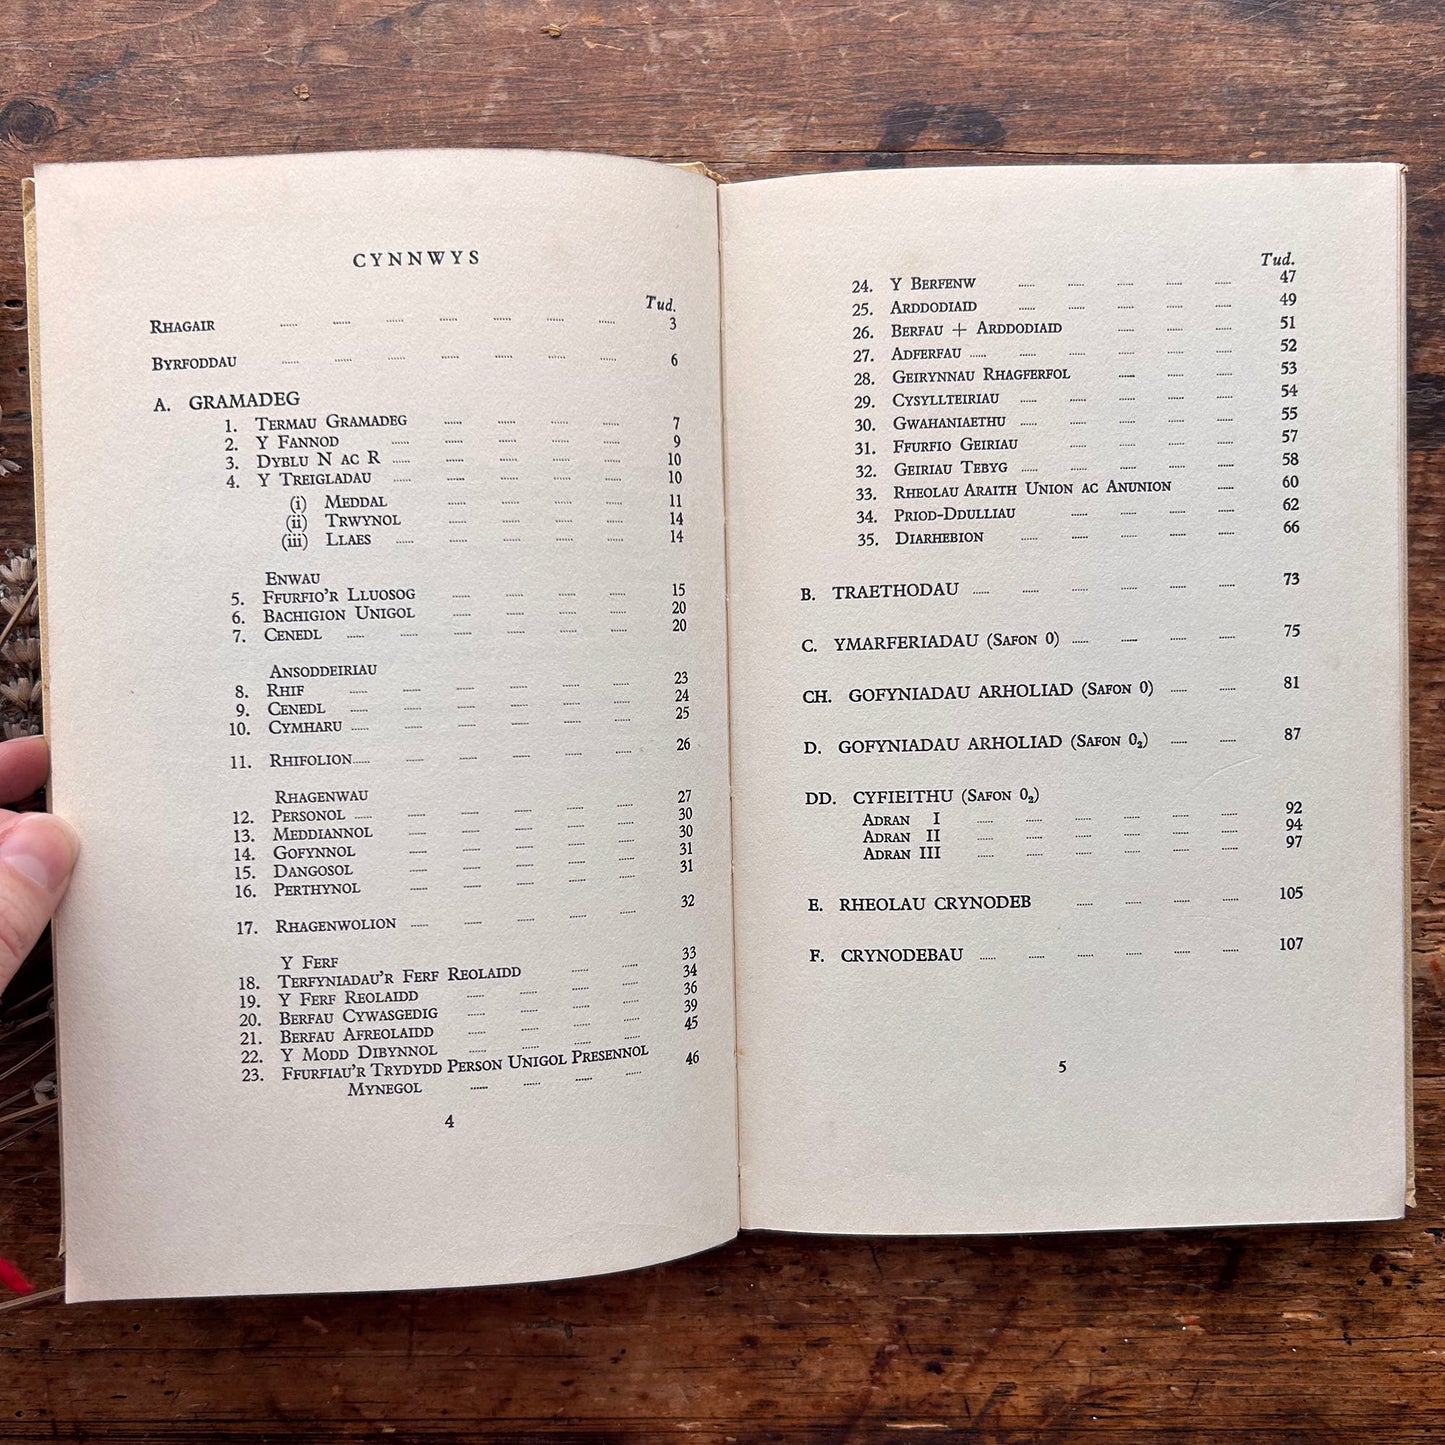 CYNNWYS
Tud.
RHAGAIR ...... ...... ...... ...... ...... ...... ...... 3
BYRFODDAU ...... ...... ...... ...... ...... ...... ...... 6
A. GRAMADEG
1. TERMAU GRAMADEG ...... ...... ...... ...... 7
2. Y FANNOD ...... ...... ...... ...... ...... 9
3. DYBLU N AC R ...... ...... ...... ...... ...... 10
4. Y TREIGLADAU ...... ...... ...... ...... ...... 10
(i) MEDDAL ...... ...... ...... ...... 11
(ii) TRWYNOL ...... ...... ...... ...... 14
(iii) LLAES ...... ...... ...... ...... ...... 14
ENWAU
5. FFURFIO'R LLUOSOG ...... ...... ...... ...... 15
6. BACHIGION UNIGOL ...... ...... ...... ...... 20
7. CENEDL ...... ...... ...... ...... ...... ...... 20
ANSODDEIRIAU
8. RHIF ...... ...... ...... ...... ...... ...... 23
9. CENEDL ...... ...... ...... ...... ...... ...... 24
10. CYMHARU ...... ...... ...... ...... ...... ...... 25
11. RHIFOLION ...... ...... ...... ...... ...... ...... 26
RHAGENWAU 27
12. PERSONOL ...... ...... ...... ...... ...... ...... 30
13. MEDDIANNOL ...... ...... ...... ...... ...... 30
14. GOFYNNOL ...... ...... ...... ...... ...... 31
15. DANGOSOL ...... ...... ...... ...... ...... 31
16. PERTHYNOL ...... ...... ...... ...... ......
17. RHAGENWOLION ...... ...... ...... ...... ...... 32
Y FERF 33
18. TERFYNIADAU'R FERF REOLAIDD ...... ...... 34
19. Y FERF REOLAIDD ...... ...... ...... ...... 36
20. BERFAU CYWASGEDIG ...... ...... ...... ...... 39
21. BERFAU AFREOLAIDD ...... ...... ...... ...... 45
22. Y MODD DIBYNNOL ...... ...... ...... ......
23. FFURFIAU'R TRYDYDD PERSON UNIGOL PRESENNOL 46
MYNEGOL ...... ...... ...... ......
4
Tud.
24. Y BERFENW ...... ...... ...... ...... ...... 47
25. ARDDODIAID ...... ...... ...... ...... ...... 49
26. BERFAU + ARDDODIAID ...... ...... ...... ...... 51
27. ADFERFAU ...... ...... ...... ...... ...... ...... 52
28. GEIRYNNAU RHAGFERFOL ...... ...... ...... 53
29. CYSYLLTEIRIAU ...... ...... ...... ...... ...... 54
30. GWAHANIAETHU ...... ...... ...... ...... ...... 55
31. FFURFIO GEIRIAU ...... ...... ...... ...... 57
32. GEIRIAU TEBYG ...... ...... ...... ...... ...... 58
33. RHEOLAU ARAITH UNION AC ANUNION ...... 60
34. PRIOD-DDULLIAU ...... ...... ...... ...... ...... 62
35. DIARHEBION ...... ...... ...... ...... ...... 66
B. TRAETHODAU ...... ...... ...... ...... ...... ...... 73
C. YMARFERIADAU (SAFON 0) ...... ...... ...... ...... 75
CH. GOFYNIADAU ARHOLIAD (SAFON 0) ...... ...... 81
D. GOFYNIADAU ARHOLIAD (SAFON 0₂) ...... ...... 87
DD. CYFIEITHU (SAFON 0₂)
ADRAN I ...... ...... ...... ...... ...... ...... 92
ADRAN II ...... ...... ...... ...... ...... ...... 94
ADRAN III ...... ...... ...... ...... ...... ...... 97
E. RHEOLAU CRYNODEB ...... ...... ...... ...... 105
F. CRYNODEBAU ...... ...... ...... ...... ...... ...... 107
5